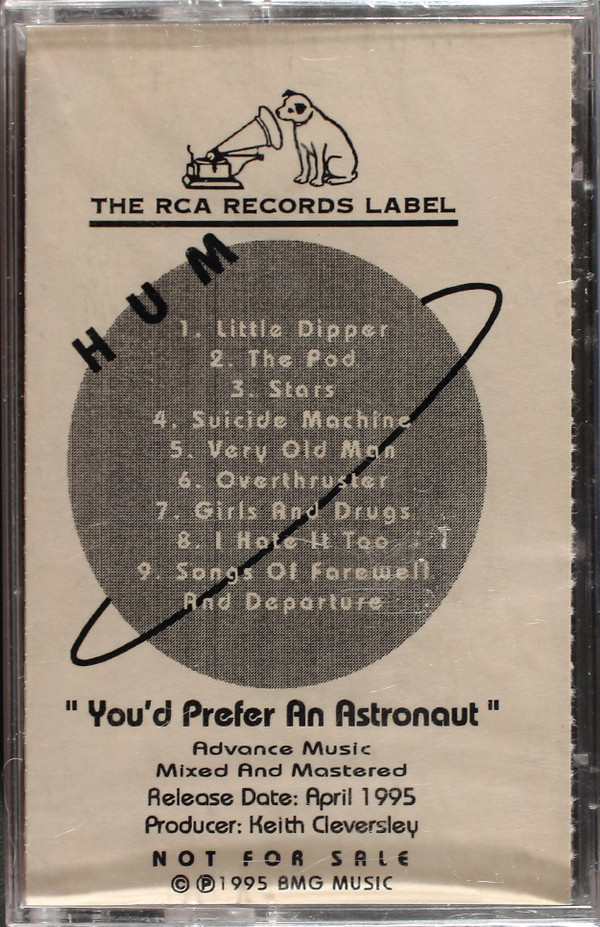 THE RCA RECORDS LABEL
HUM
1. Little Dipper
2. The Pod
3. Stars
4. Suicide Machine
5. Very Old Man
6. Overthruster
7. Girls And Drugs
8. I Hate It Too
9. Songs Of Farewell
And Departure
" You'd Prefer An Astronaut "
Advance Music
Mixed And Mastered
Release Date: April 1995
Producer: Keith Cleversley
NOT FOR SALE
© ℗1995 BMG MUSIC